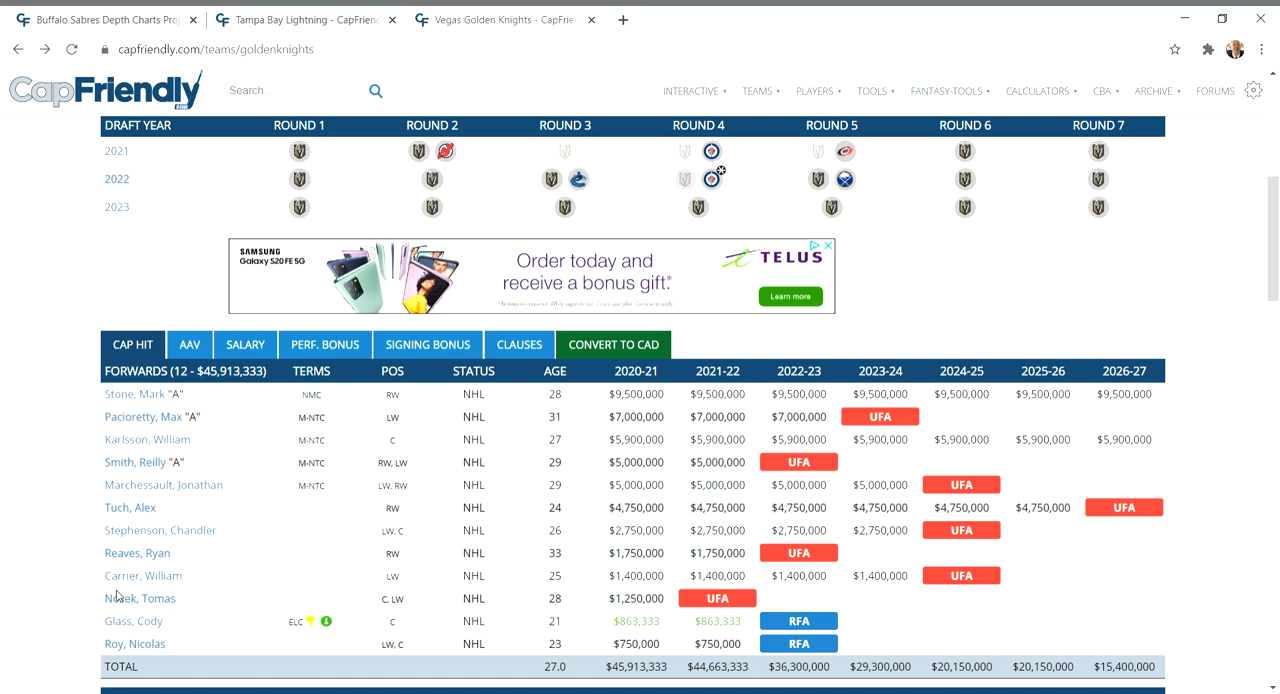 Buffalo Sabres Depth Charts Proj Tampa Bay Lightning - CapFriend Vegas Golden Knights - CapFrie
capfriendly.com/teams/goldenknights
CapFriendly Search... INTERACTIVE TEAMS PLAYERS TOOLS FANTASY-TOOLS CALCULATORS CBA ARCHIVE FORUMS
DRAFT YEAR ROUND 1 ROUND 2 ROUND 3 ROUND 4 ROUND 5 ROUND 6 ROUND 7
2021
2022
2023
SAMSUNG
Galaxy S20 FE 5G
Order today and
receive a bonus gift.*
TELUS
Learn more
CAP HIT AAV SALARY PERF. BONUS SIGNING BONUS CLAUSES CONVERT TO CAD
FORWARDS (12 - $45,913,333) TERMS POS STATUS AGE 2020-21 2021-22 2022-23 2023-24 2024-25 2025-26 2026-27
Stone, Mark "A" NMC RW NHL 28 $9,500,000 $9,500,000 $9,500,000 $9,500,000 $9,500,000 $9,500,000 $9,500,000
Pacioretty, Max "A" M-NTC LW NHL 31 $7,000,000 $7,000,000 $7,000,000 UFA
Karlsson, William M-NTC C NHL 27 $5,900,000 $5,900,000 $5,900,000 $5,900,000 $5,900,000 $5,900,000 $5,900,000
Smith, Reilly "A" M-NTC RW, LW NHL 29 $5,000,000 $5,000,000 UFA
Marchessault, Jonathan M-NTC LW, RW NHL 29 $5,000,000 $5,000,000 $5,000,000 $5,000,000 UFA
Tuch, Alex RW NHL 24 $4,750,000 $4,750,000 $4,750,000 $4,750,000 $4,750,000 $4,750,000 UFA
Stephenson, Chandler LW, C NHL 26 $2,750,000 $2,750,000 $2,750,000 $2,750,000 UFA
Reaves, Ryan RW NHL 33 $1,750,000 $1,750,000 UFA
Carrier, William LW NHL 25 $1,400,000 $1,400,000 $1,400,000 $1,400,000 UFA
Nosek, Tomas C, LW NHL 28 $1,250,000 UFA
Glass, Cody ELC C NHL 21 $863,333 $863,333 RFA
Roy, Nicolas LW, C NHL 23 $750,000 $750,000 RFA
TOTAL 27.0 $45,913,333 $44,663,333 $36,300,000 $29,300,000 $20,150,000 $20,150,000 $15,400,000